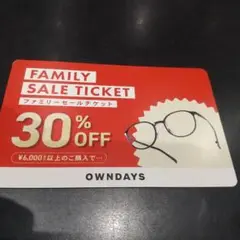 FAMILY
SALE TICKET
ファミリーセールチケット
30%OFF
¥6,000以上のご購入で…
OWNDAYS